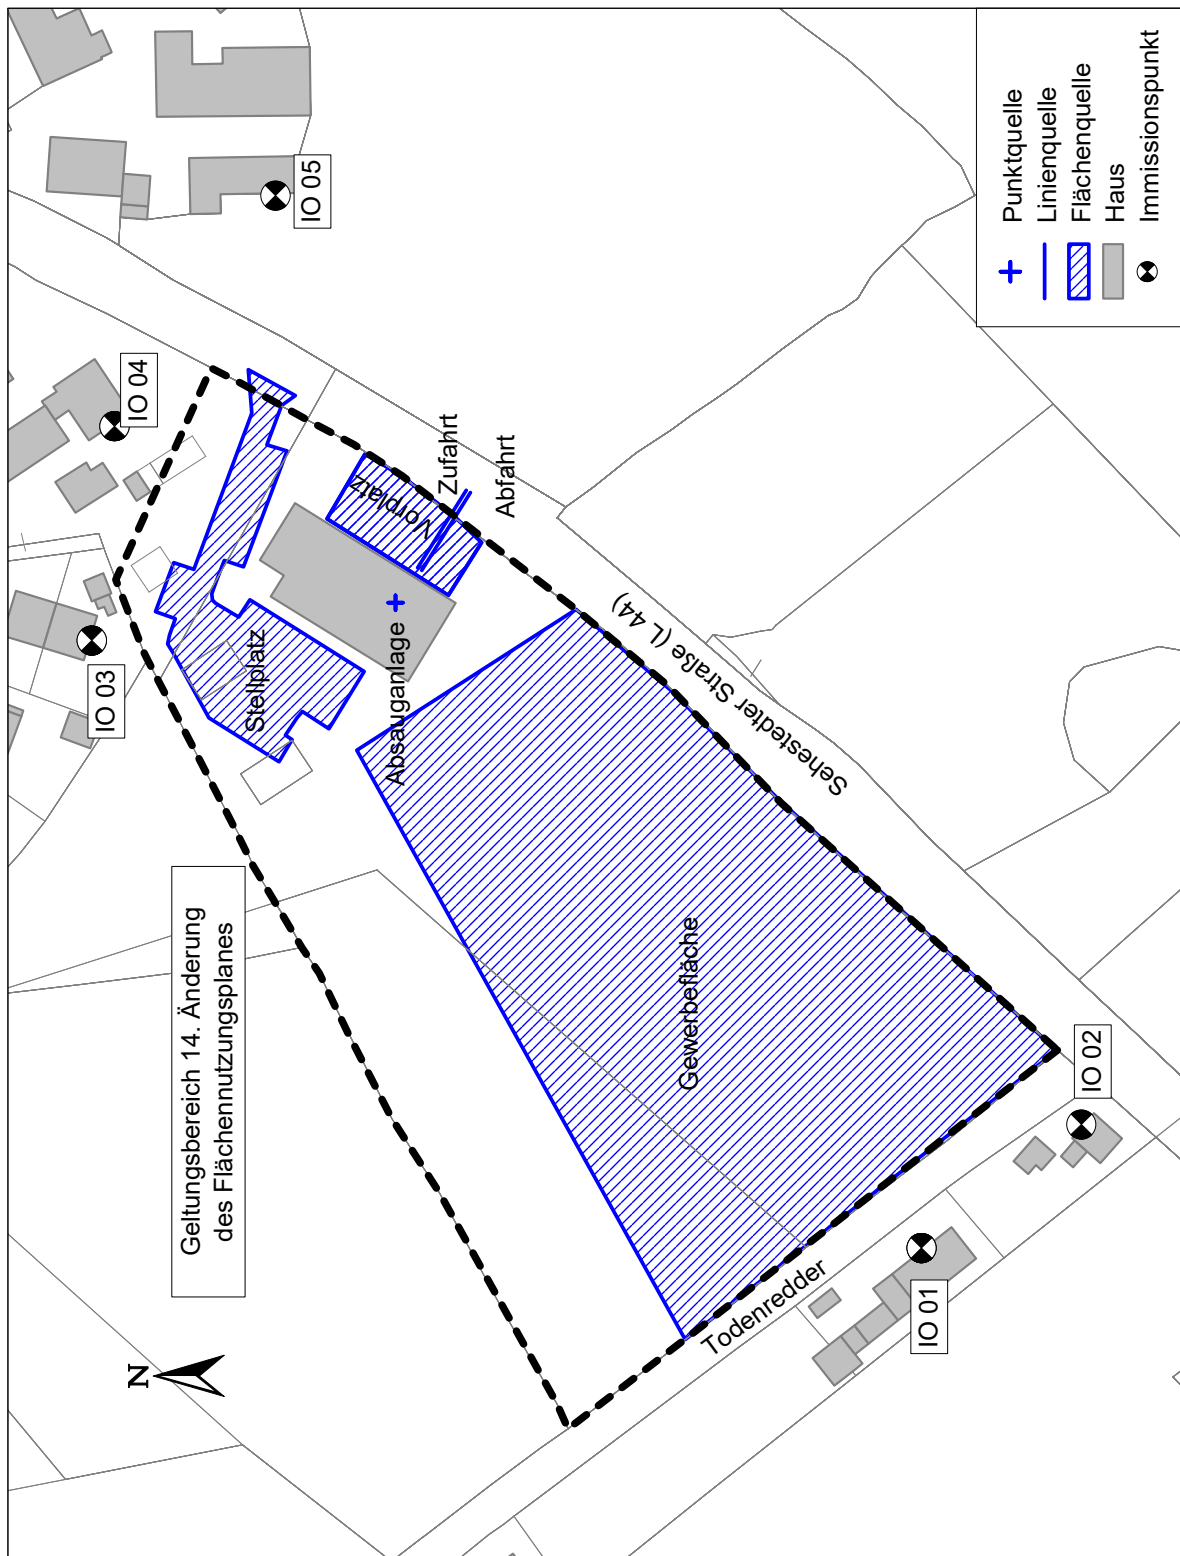 Geltungsbereich 14. Änderung
des Flächennutzungsplanes
N
IO 03
IO 04
IO 05
Stellplatz
Absauganlage
Vorplatz
Zufahrt
Abfahrt
Gewerbefläche
Sehestedter Straße (L 44)
Todenredder
IO 01
IO 02
Punktquelle
Linienquelle
Flächenquelle
Haus
Immissionspunkt